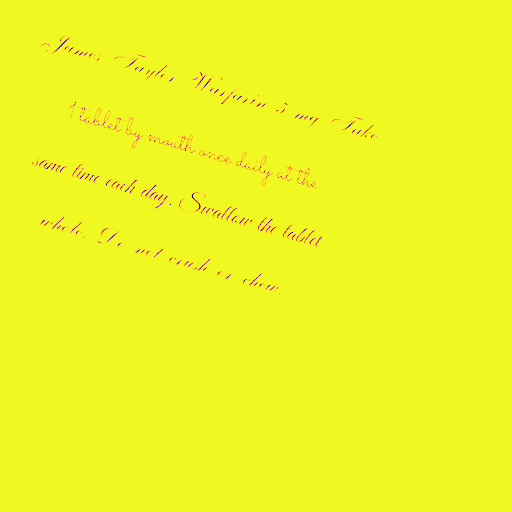 James Taylor Warfarin 5 mg Take
1 tablet by mouth once daily at the
same time each day. Swallow the tablet
whole. Do not crush or chew.